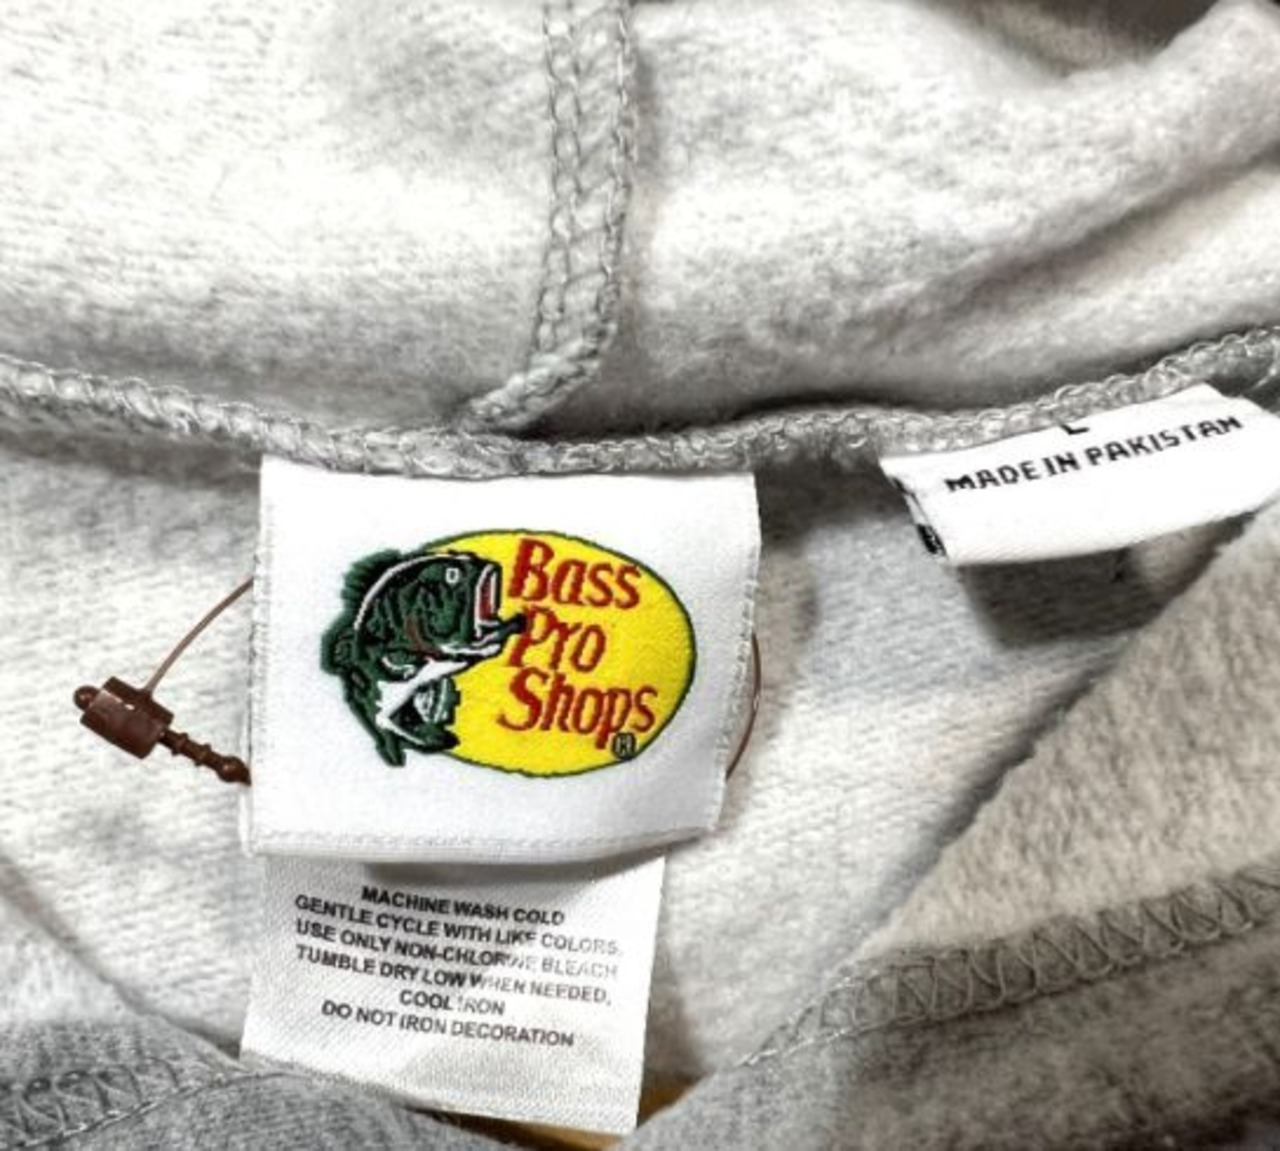 Bass
Pro
Shops
®
L
MADE IN PAKISTAN
MACHINE WASH COLD
GENTLE CYCLE WITH LIKE COLORS.
USE ONLY NON-CHLORINE BLEACH
TUMBLE DRY LOW WHEN NEEDED,
COOL IRON
DO NOT IRON DECORATION